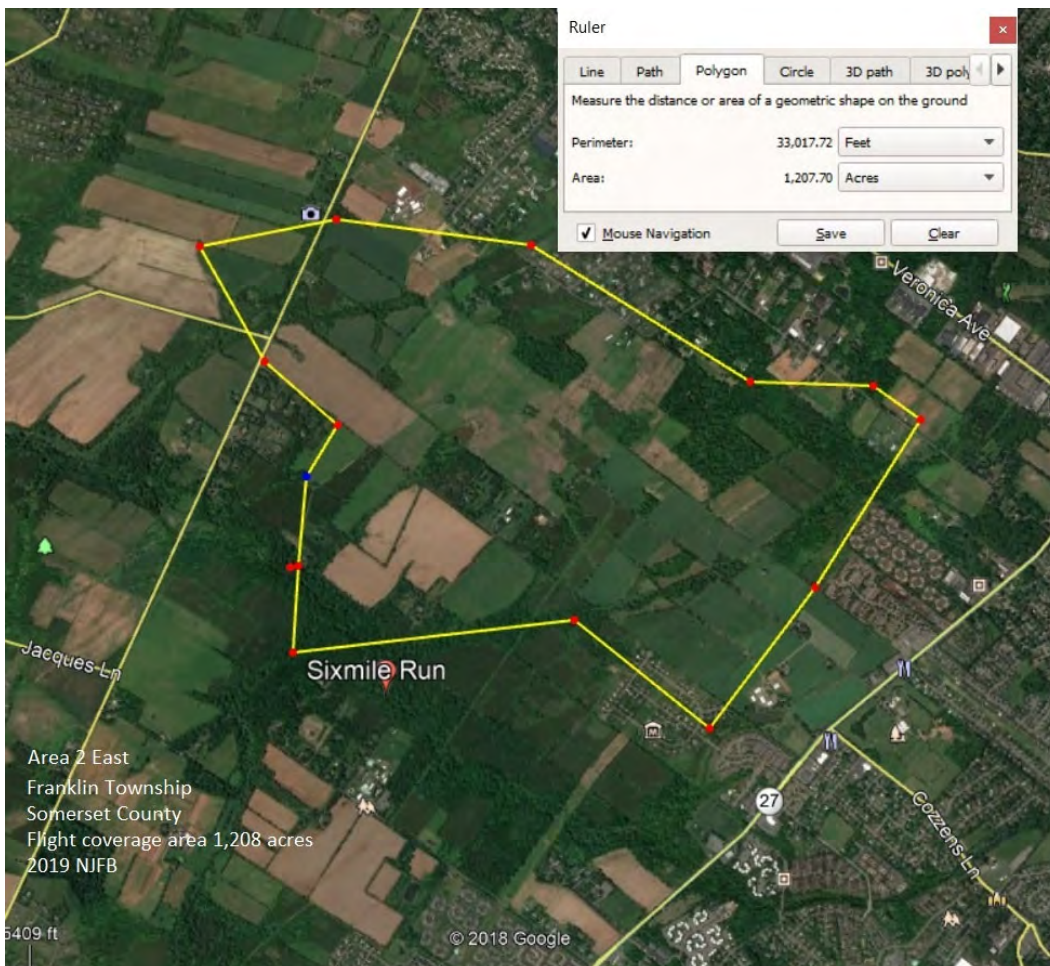 Ruler
Line Path Polygon Circle 3D path 3D poly
Measure the distance or area of a geometric shape on the ground
Perimeter: 33,017.72 Feet
Area: 1,207.70 Acres
Mouse Navigation Save Clear
Veronica Ave
Jacques Ln
Sixmile Run
M
Area 2 East
Franklin Township
Somerset County
Flight coverage area 1,208 acres
2019 NJFB
27
Cozzens Ln
5409 ft
© 2018 Google